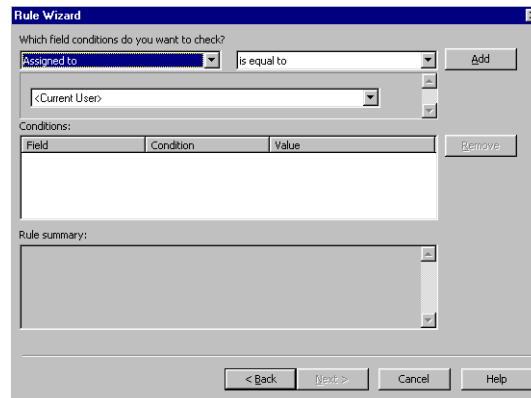 Rule Wizard
Which field conditions do you want to check?
Assigned to is equal to Add
<Current User>
Conditions:
Field Condition Value
Remove
Rule summary:
< Back Next > Cancel Help